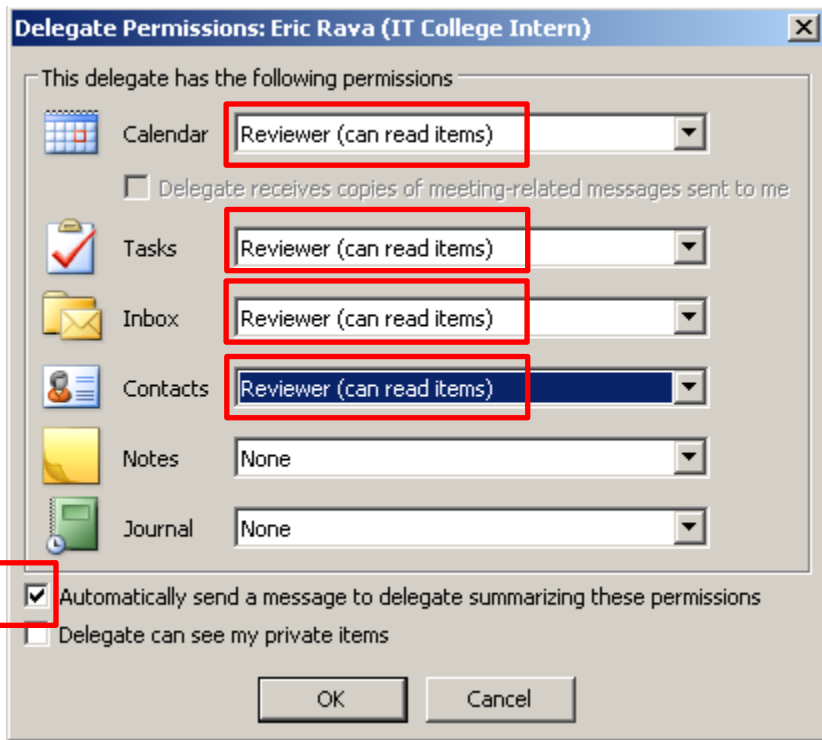 Delegate Permissions: Eric Rava (IT College Intern)
This delegate has the following permissions
Calendar Reviewer (can read items)
Delegate receives copies of meeting-related messages sent to me
Tasks Reviewer (can read items)
Inbox Reviewer (can read items)
Contacts Reviewer (can read items)
Notes None
Journal None
Automatically send a message to delegate summarizing these permissions
Delegate can see my private items
OK Cancel